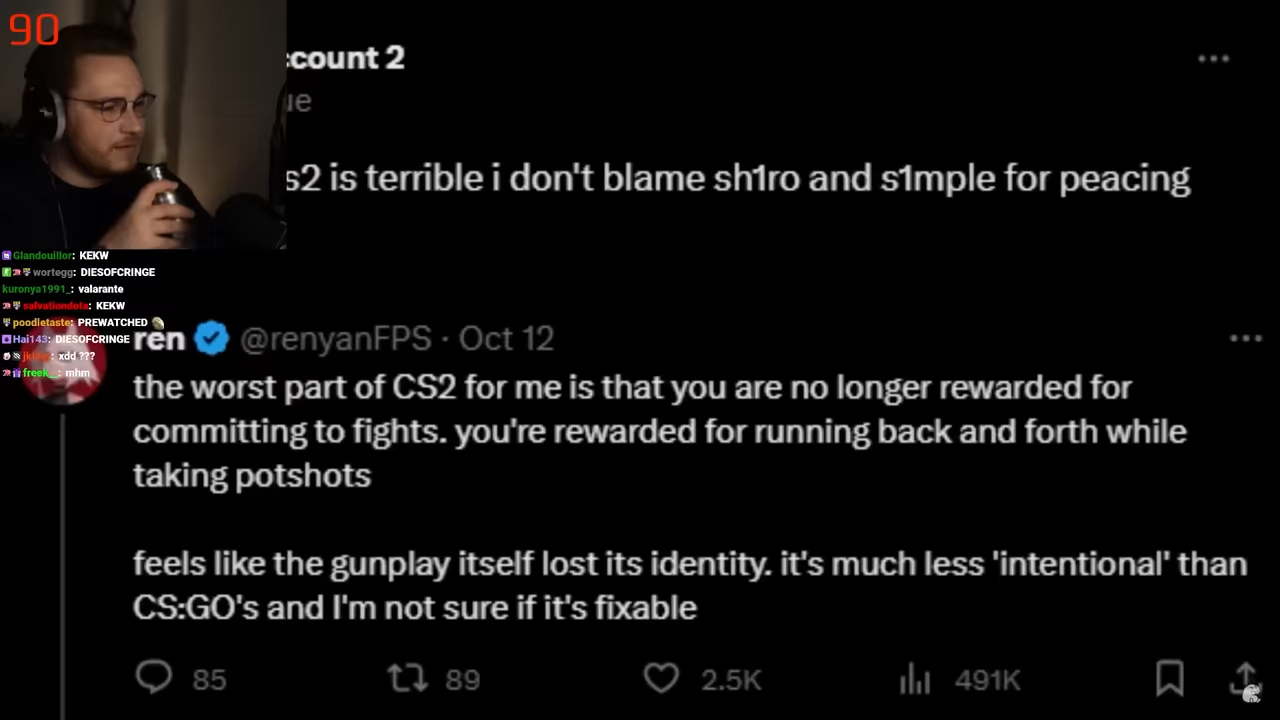 90
ccount 2
ue
s2 is terrible i don't blame sh1ro and s1mple for peacing
Glandouillor: KEKW
wortegg: DIESOFCRINGE
kuronya1991_: valarante
salvationdota: KEKW
poodletaste: PREWATCHED
Hai143: DIESOFCRINGE
: xdd ???
freek__: mhm
ren @renyanFPS · Oct 12
the worst part of CS2 for me is that you are no longer rewarded for
committing to fights. you're rewarded for running back and forth while
taking potshots
feels like the gunplay itself lost its identity. it's much less 'intentional' than
CS:GO's and I'm not sure if it's fixable
85 89 2.5K 491K